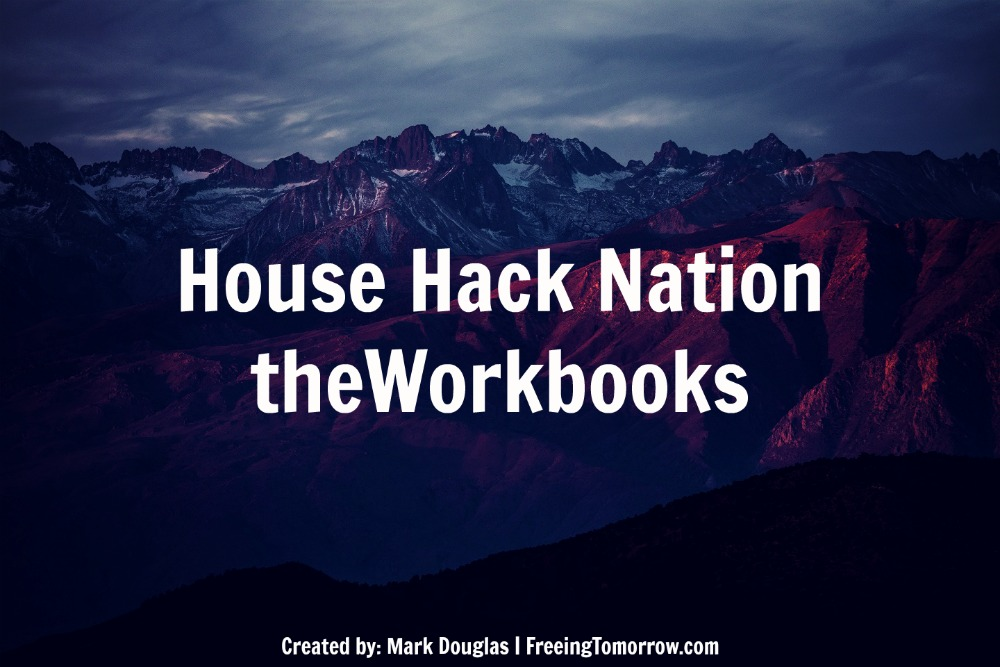 House Hack Nation
theWorkbooks
Created by: Mark Douglas | FreeingTomorrow.com